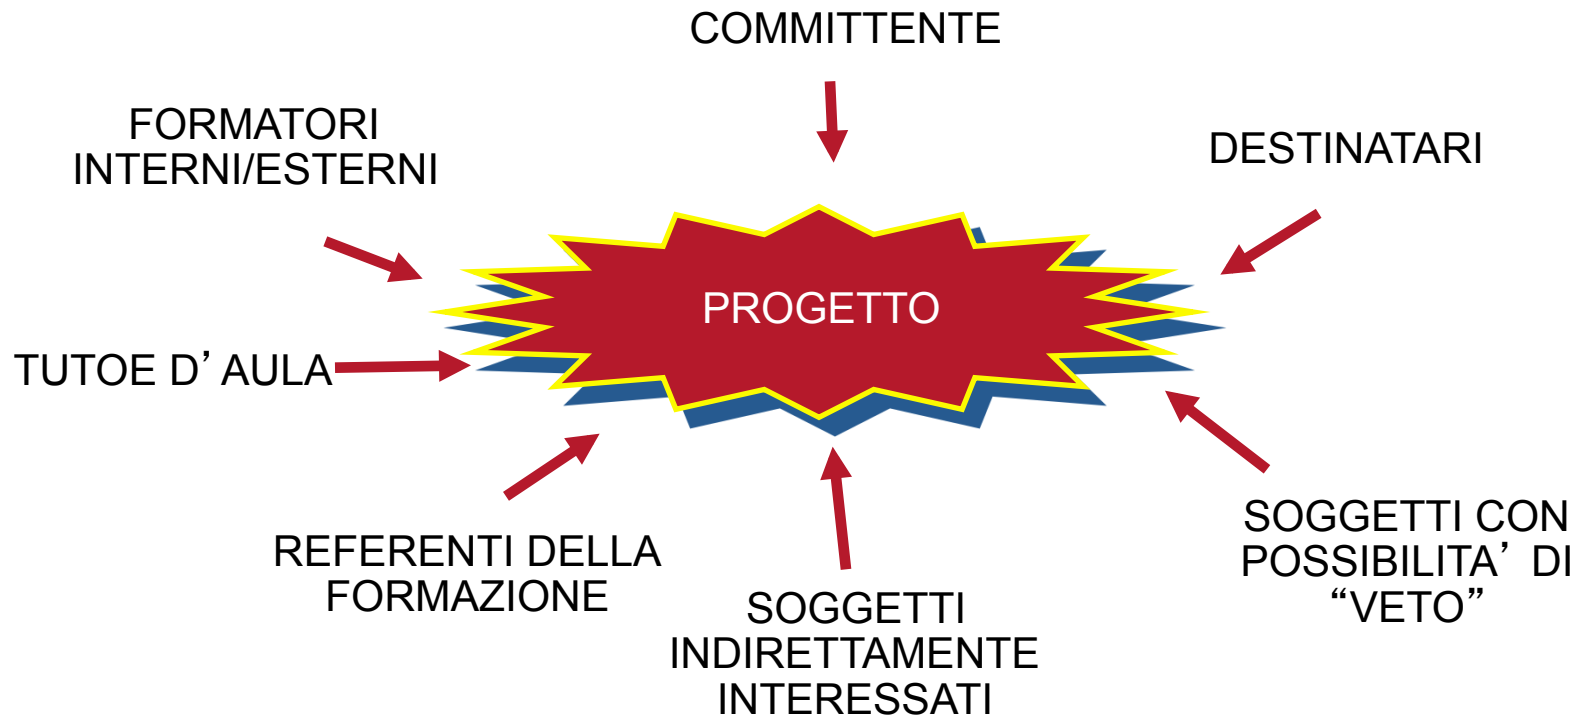 COMMITTENTE
FORMATORI
INTERNI/ESTERNI
DESTINATARI
PROGETTO
TUTOE D’ AULA
REFERENTI DELLA
FORMAZIONE
SOGGETTI
INDIRETTAMENTE
INTERESSATI
SOGGETTI CON
POSSIBILITA’ DI
“VETO”